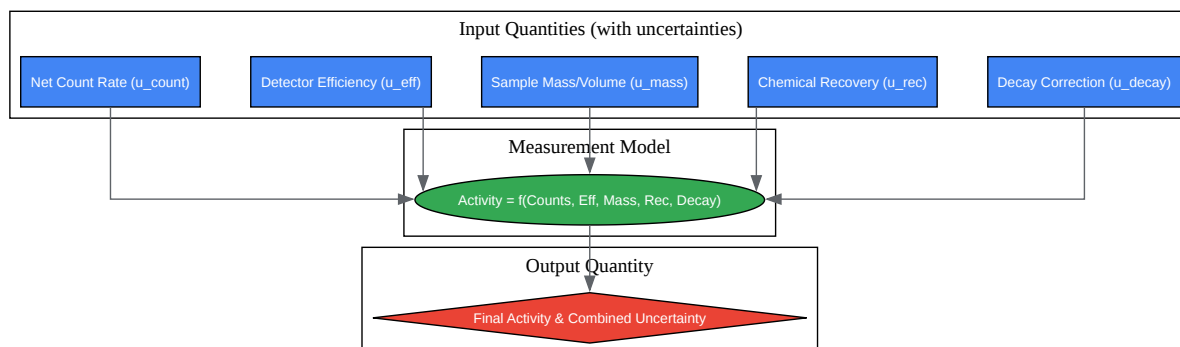 Input Quantities (with uncertainties)
Net Count Rate (u_count)
Detector Efficiency (u_eff)
Sample Mass/Volume (u_mass)
Chemical Recovery (u_rec)
Decay Correction (u_decay)
Measurement Model
Activity = f(Counts, Eff, Mass, Rec, Decay)
Output Quantity
Final Activity & Combined Uncertainty